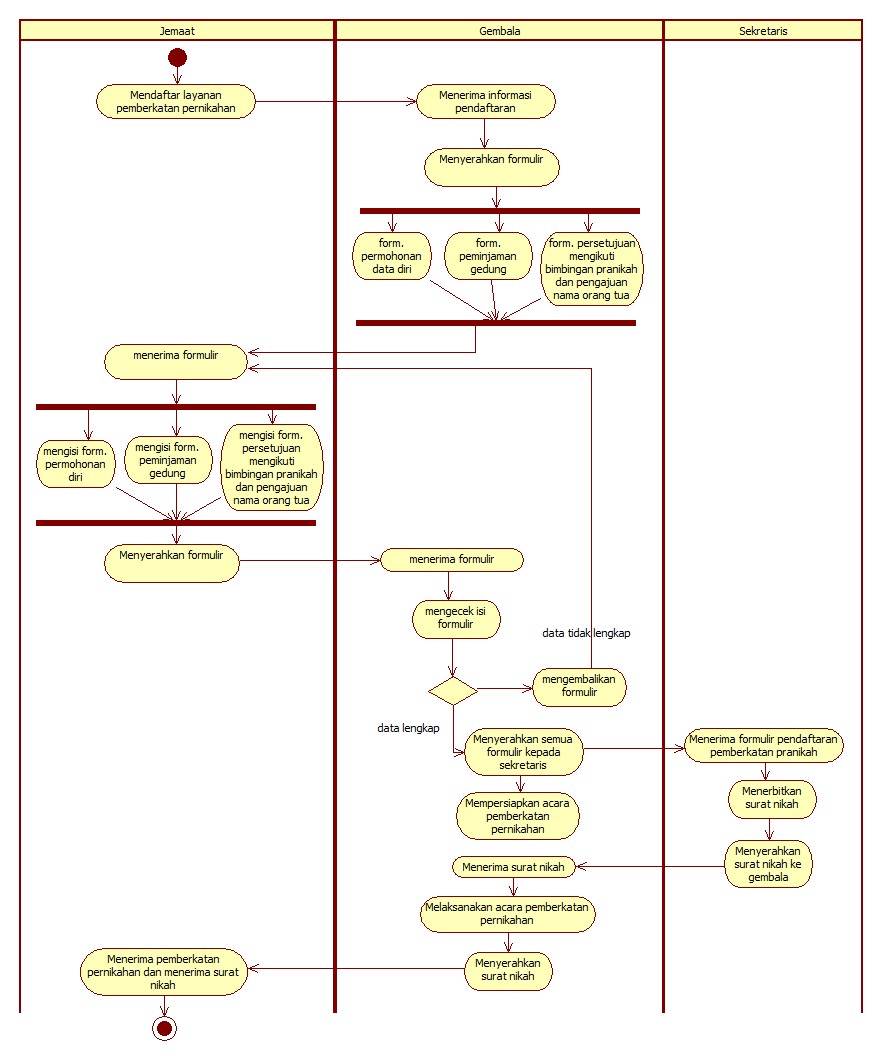 Jemaat
Gembala
Sekretaris
Mendaftar layanan
pemberkatan pernikahan
Menerima informasi
pendaftaran
Menyerahkan formulir
form.
permohonan
data diri
form.
peminjaman
gedung
form. persetujuan
mengikuti
bimbingan pranikah
dan pengajuan
nama orang tua
menerima formulir
mengisi form.
permohonan
diri
mengisi form.
peminjaman
gedung
mengisi form.
persetujuan
mengikuti
bimbingan pranikah
dan pengajuan
nama orang tua
Menyerahkan formulir
menerima formulir
mengecek isi
formulir
data tidak lengkap
mengembalikan
formulir
data lengkap
Menyerahkan semua
formulir kepada
sekretaris
Menerima formulir pendaftaran
pemberkatan pranikah
Mempersiapkan acara
pemberkatan
pernikahan
Menerbitkan
surat nikah
Menyerahkan
surat nikah ke
gembala
Menerima surat nikah
Melaksanakan acara pemberkatan
pernikahan
Menyerahkan
surat nikah
Menerima pemberkatan
pernikahan dan menerima surat
nikah